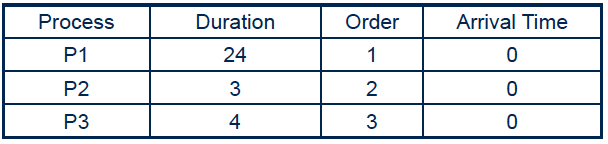 Process Duration Order Arrival Time
P1 24 1 0
P2 3 2 0
P3 4 3 0